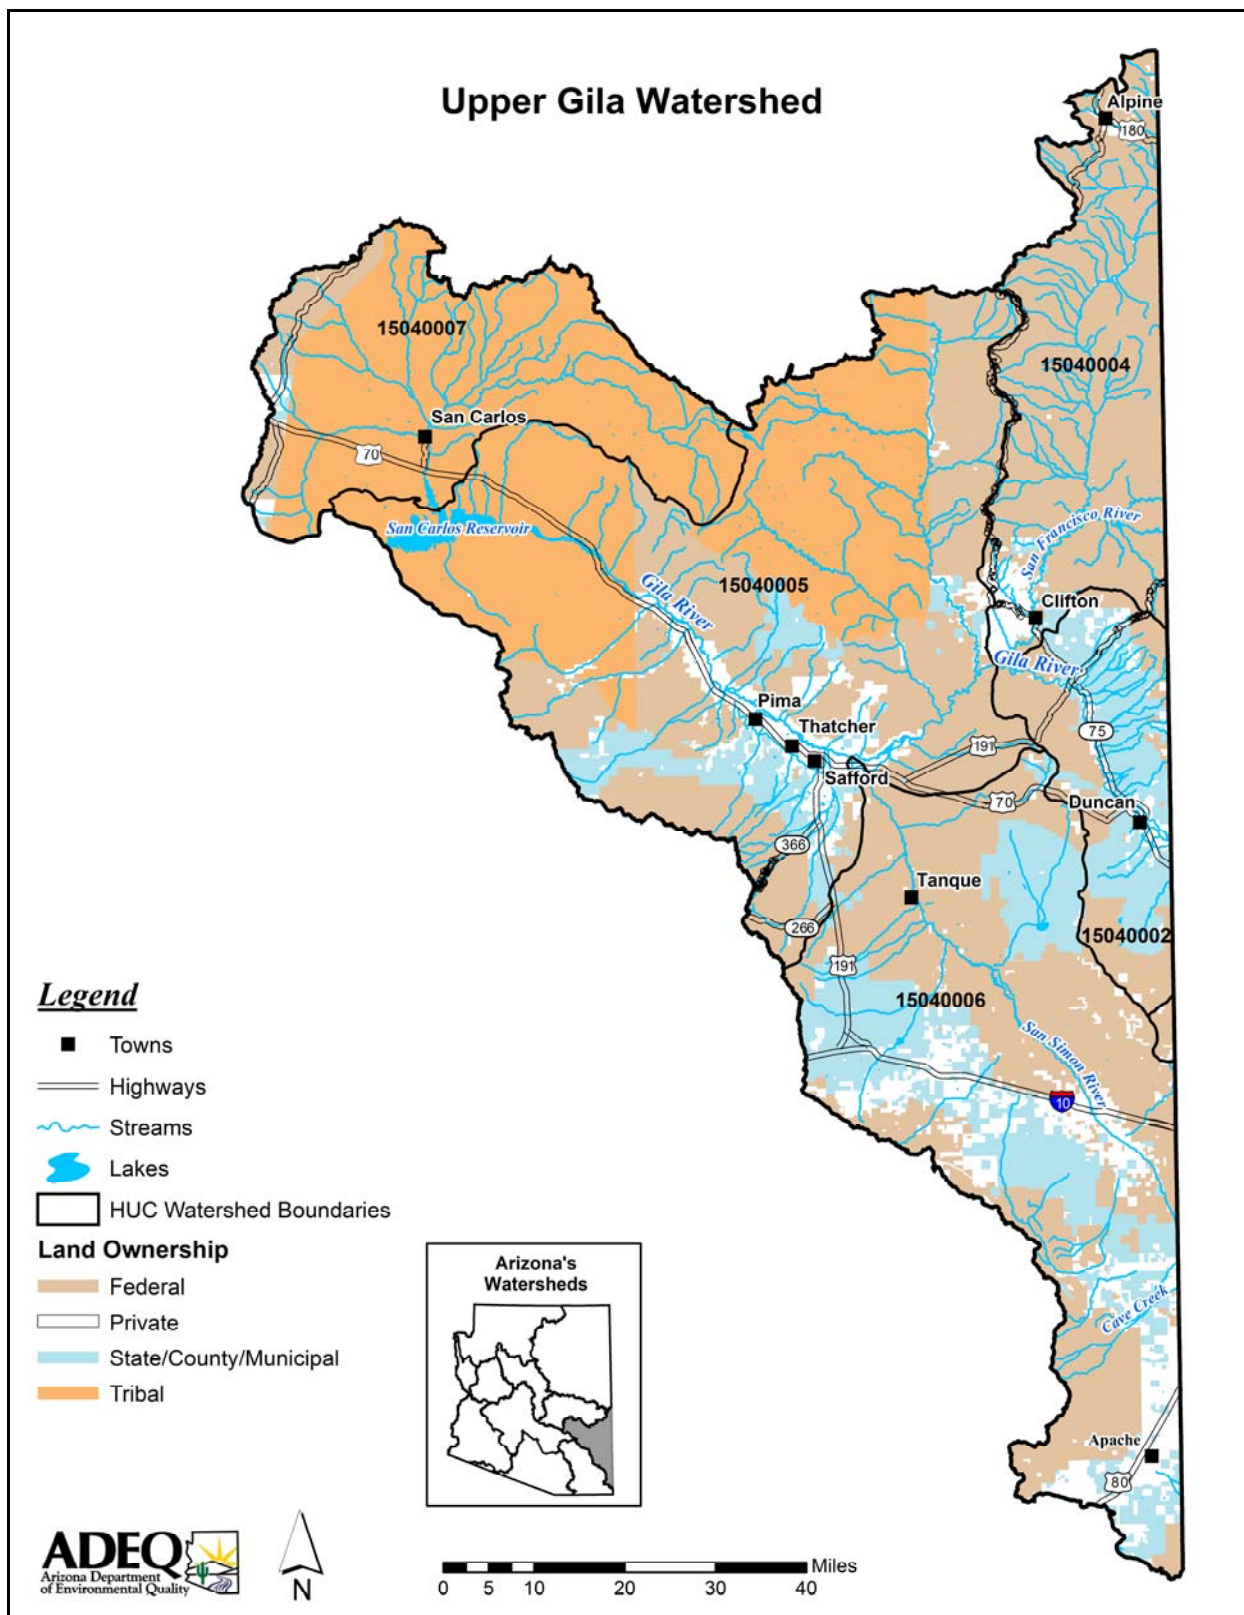 Upper Gila Watershed
Alpine
180
15040007
15040004
San Carlos
70
San Carlos Reservoir
San Francisco River
15040005
Gila River
Clifton
Gila River
Pima
Thatcher
75
191
Safford
70
Duncan
366
Tanque
266
15040002
191
15040006
San Simon River
10
Cave Creek
Apache
80
Legend
Towns
Highways
Streams
Lakes
HUC Watershed Boundaries
Land Ownership
Federal
Private
State/County/Municipal
Tribal
Arizona's
Watersheds
ADEQ
Arizona Department
of Environmental Quality
N
Miles
0 5 10 20 30 40